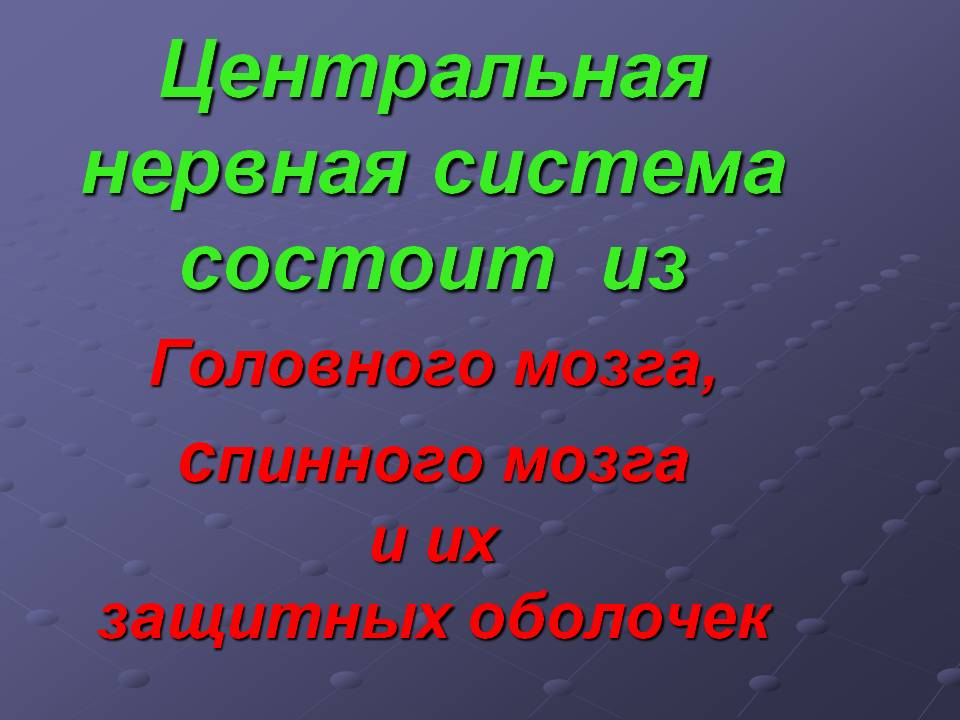 Центральная
нервная система
состоит из
Головного мозга,
спинного мозга
и их
защитных оболочек